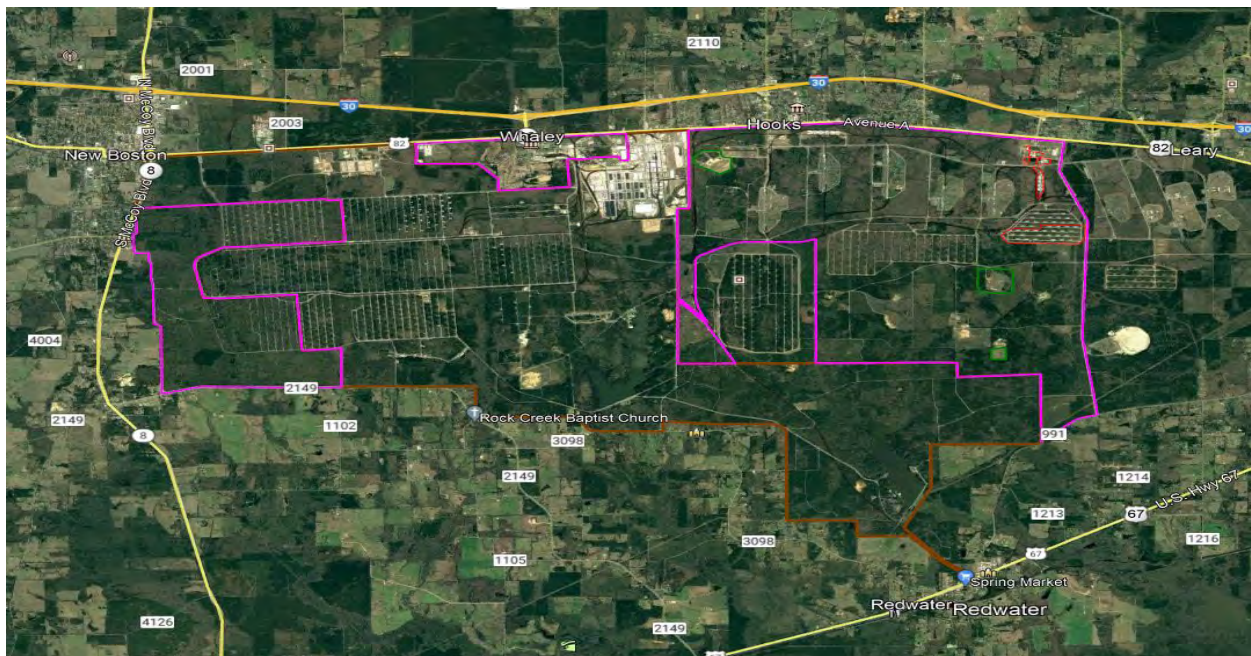 2110
2001
30
N McCoy Blvd
30
2003
Hooks
Avenue A
30
82
Whaley
New Boston
82
Leary
8
S McCoy Blvd
4004
2149
2149
1102
Rock Creek Baptist Church
3098
991
8
2149
1214
U.S. Hwy 67
67
1213
1105
3098
1216
67
Spring Market
Redwater
Redwater
4126
2149